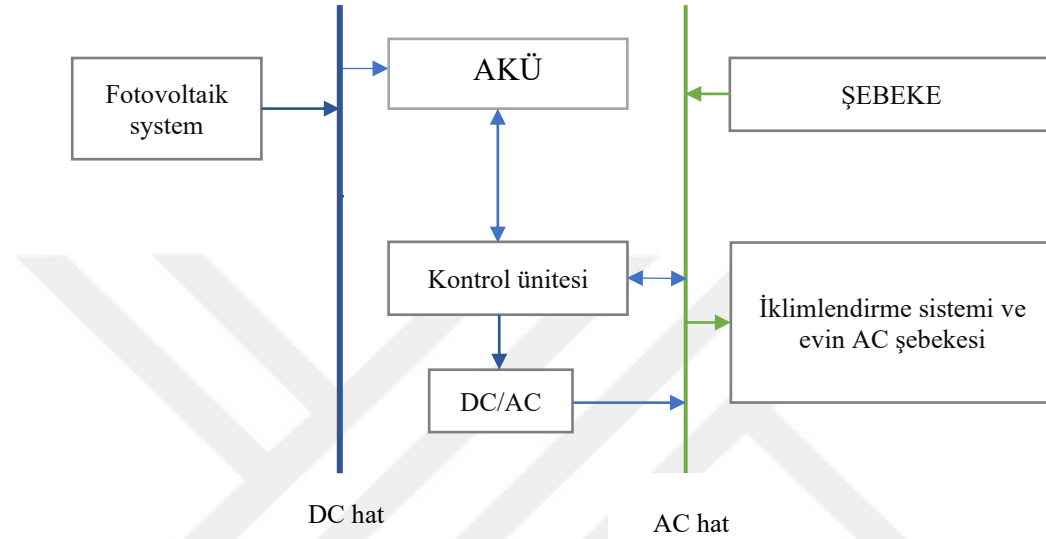 Fotovoltaik
system
AKÜ
ŞEBEKE
Kontrol ünitesi
İklimlendirme sistemi ve
evin AC şebekesi
DC/AC
DC hat
AC hat